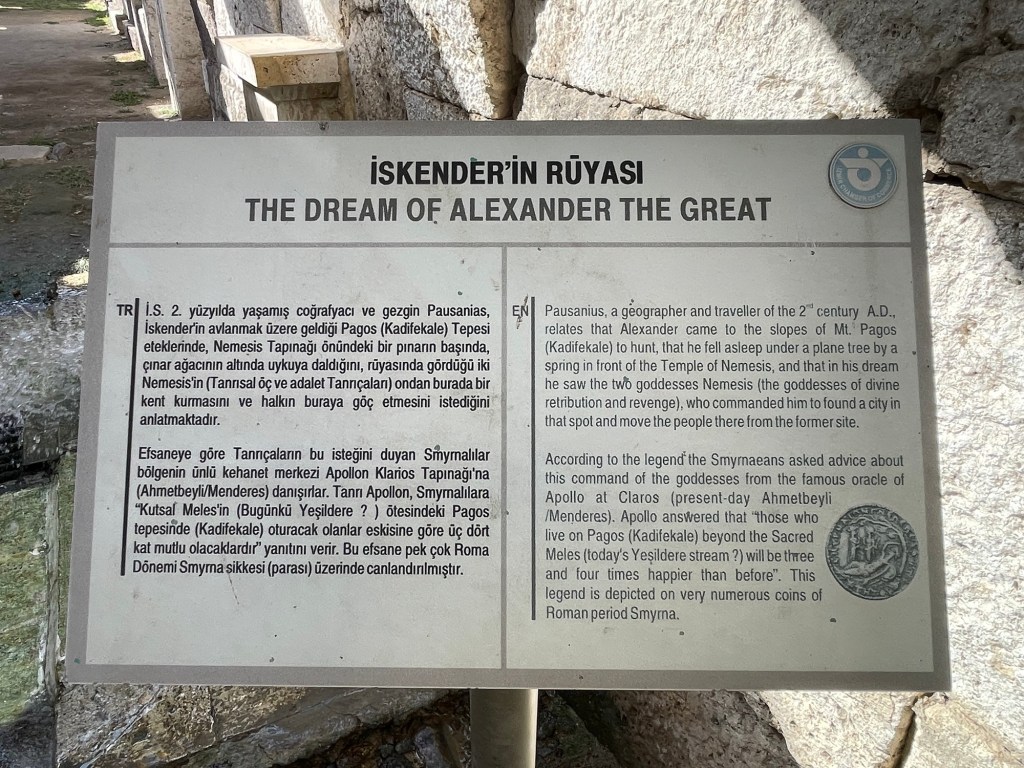 İSKENDER'İN RŪYASI
THE DREAM OF ALEXANDER THE GREAT
TR
İ.S. 2. yüzyılda yaşamış coğrafyacı ve gezgin Pausanias,
İskender'in avlanmak üzere geldiği Pagos (Kadifekale) Tepesi
eteklerinde, Nemesis Tapınağı önündeki bir pınarın başında,
çınar ağacının altında uykuya daldığını, rüyasında gördüğü iki
Nemesis'in (Tanrısal öç ve adalet Tanrıçaları) ondan burada bir
kent kurmasını ve halkın buraya göç etmesini istediğini
anlatmaktadır.
Efsaneye göre Tanrıçaların bu isteğini duyan Smyrnalılar
bölgenin ünlü kehanet merkezi Apollon Klarios Tapınağı'na
(Ahmetbeyli/Menderes) danışırlar. Tanrı Apollon, Smyrnalılara
"Kutsal Meles'in (Bugünkü Yeşildere ? ) ötesindeki Pagos
tepesinde (Kadifekale) oturacak olanlar eskisine göre üç dört
kat mutlu olacaklardır" yanıtını verir. Bu efsane pek çok Roma
Dönemi Smyrna sikkesi (parası) üzerinde canlandırılmıştır.
EN
Pausanius, a geographer and traveller of the 2nd century A.D.,
relates that Alexander came to the slopes of Mt. Pagos
(Kadifekale) to hunt, that he fell asleep under a plane tree by a
spring in front of the Temple of Nemesis, and that in his dream
he saw the two goddesses Nemesis (the goddesses of divine
retribution and revenge), who commanded him to found a city in
that spot and move the people there from the former site.
According to the legend the Smyrnaeans asked advice about
this command of the goddesses from the famous oracle of
Apollo at Claros (present-day Ahmetbeyli
/Menderes). Apollo answered that "those who
live on Pagos (Kadifekale) beyond the Sacred
Meles (today's Yeşildere stream ?) will be three
and four times happier than before". This
legend is depicted on very numerous coins of
Roman period Smyrna.